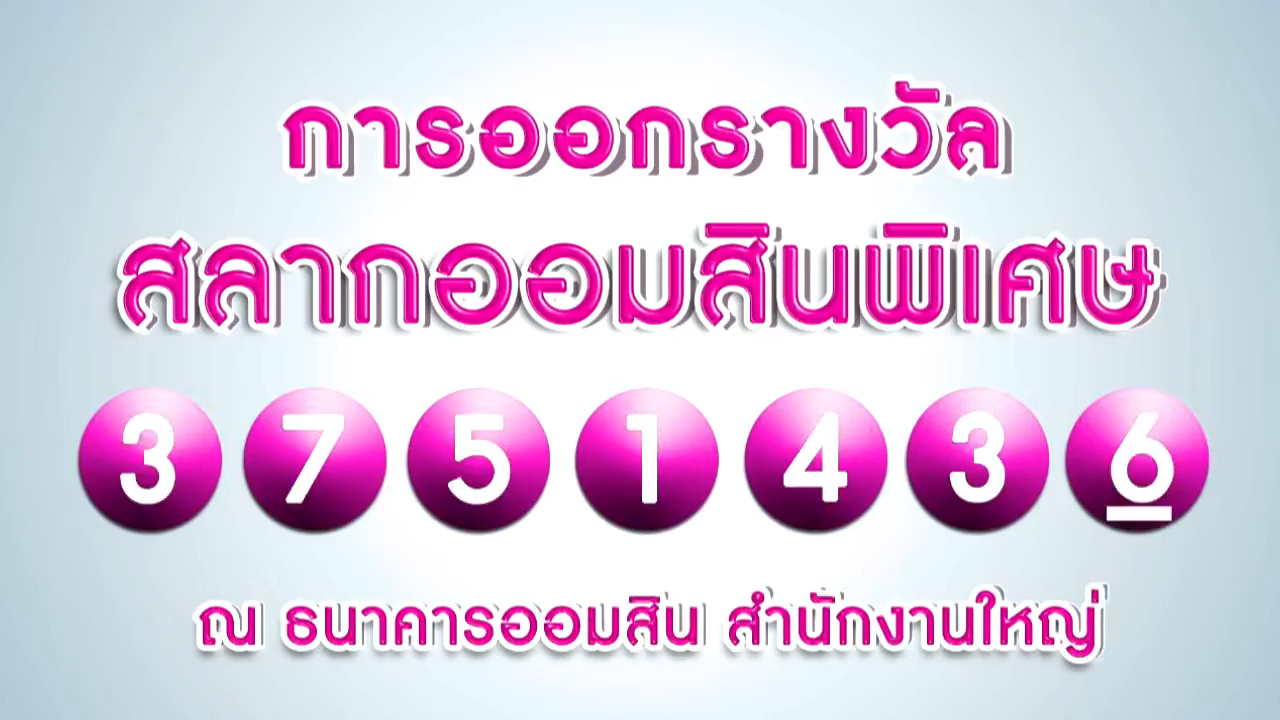 การออกรางวัล
สลากออมสินพิเศษ
3 7 5 1 4 3 6
ณ ธนาคารออมสิน สำนักงานใหญ่